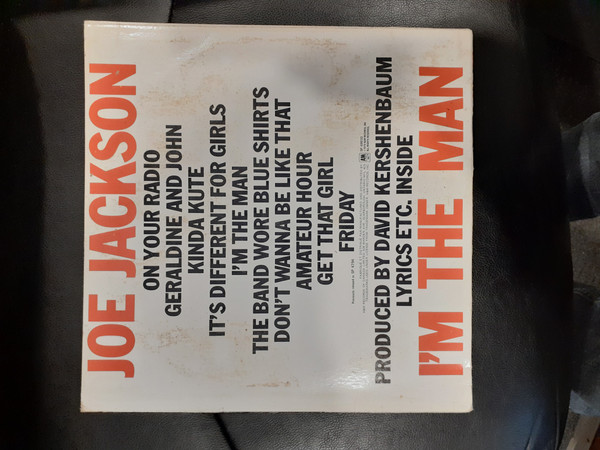 JOE JACKSON
ON YOUR RADIO
GERALDINE AND JOHN
KINDA KUTE
IT'S DIFFERENT FOR GIRLS
I'M THE MAN
THE BAND WORE BLUE SHIRTS
DON'T WANNA BE LIKE THAT
AMATEUR HOUR
GET THAT GIRL
FRIDAY
PRODUCED BY DAVID KERSHENBAUM
LYRICS ETC. INSIDE
I'M THE MAN